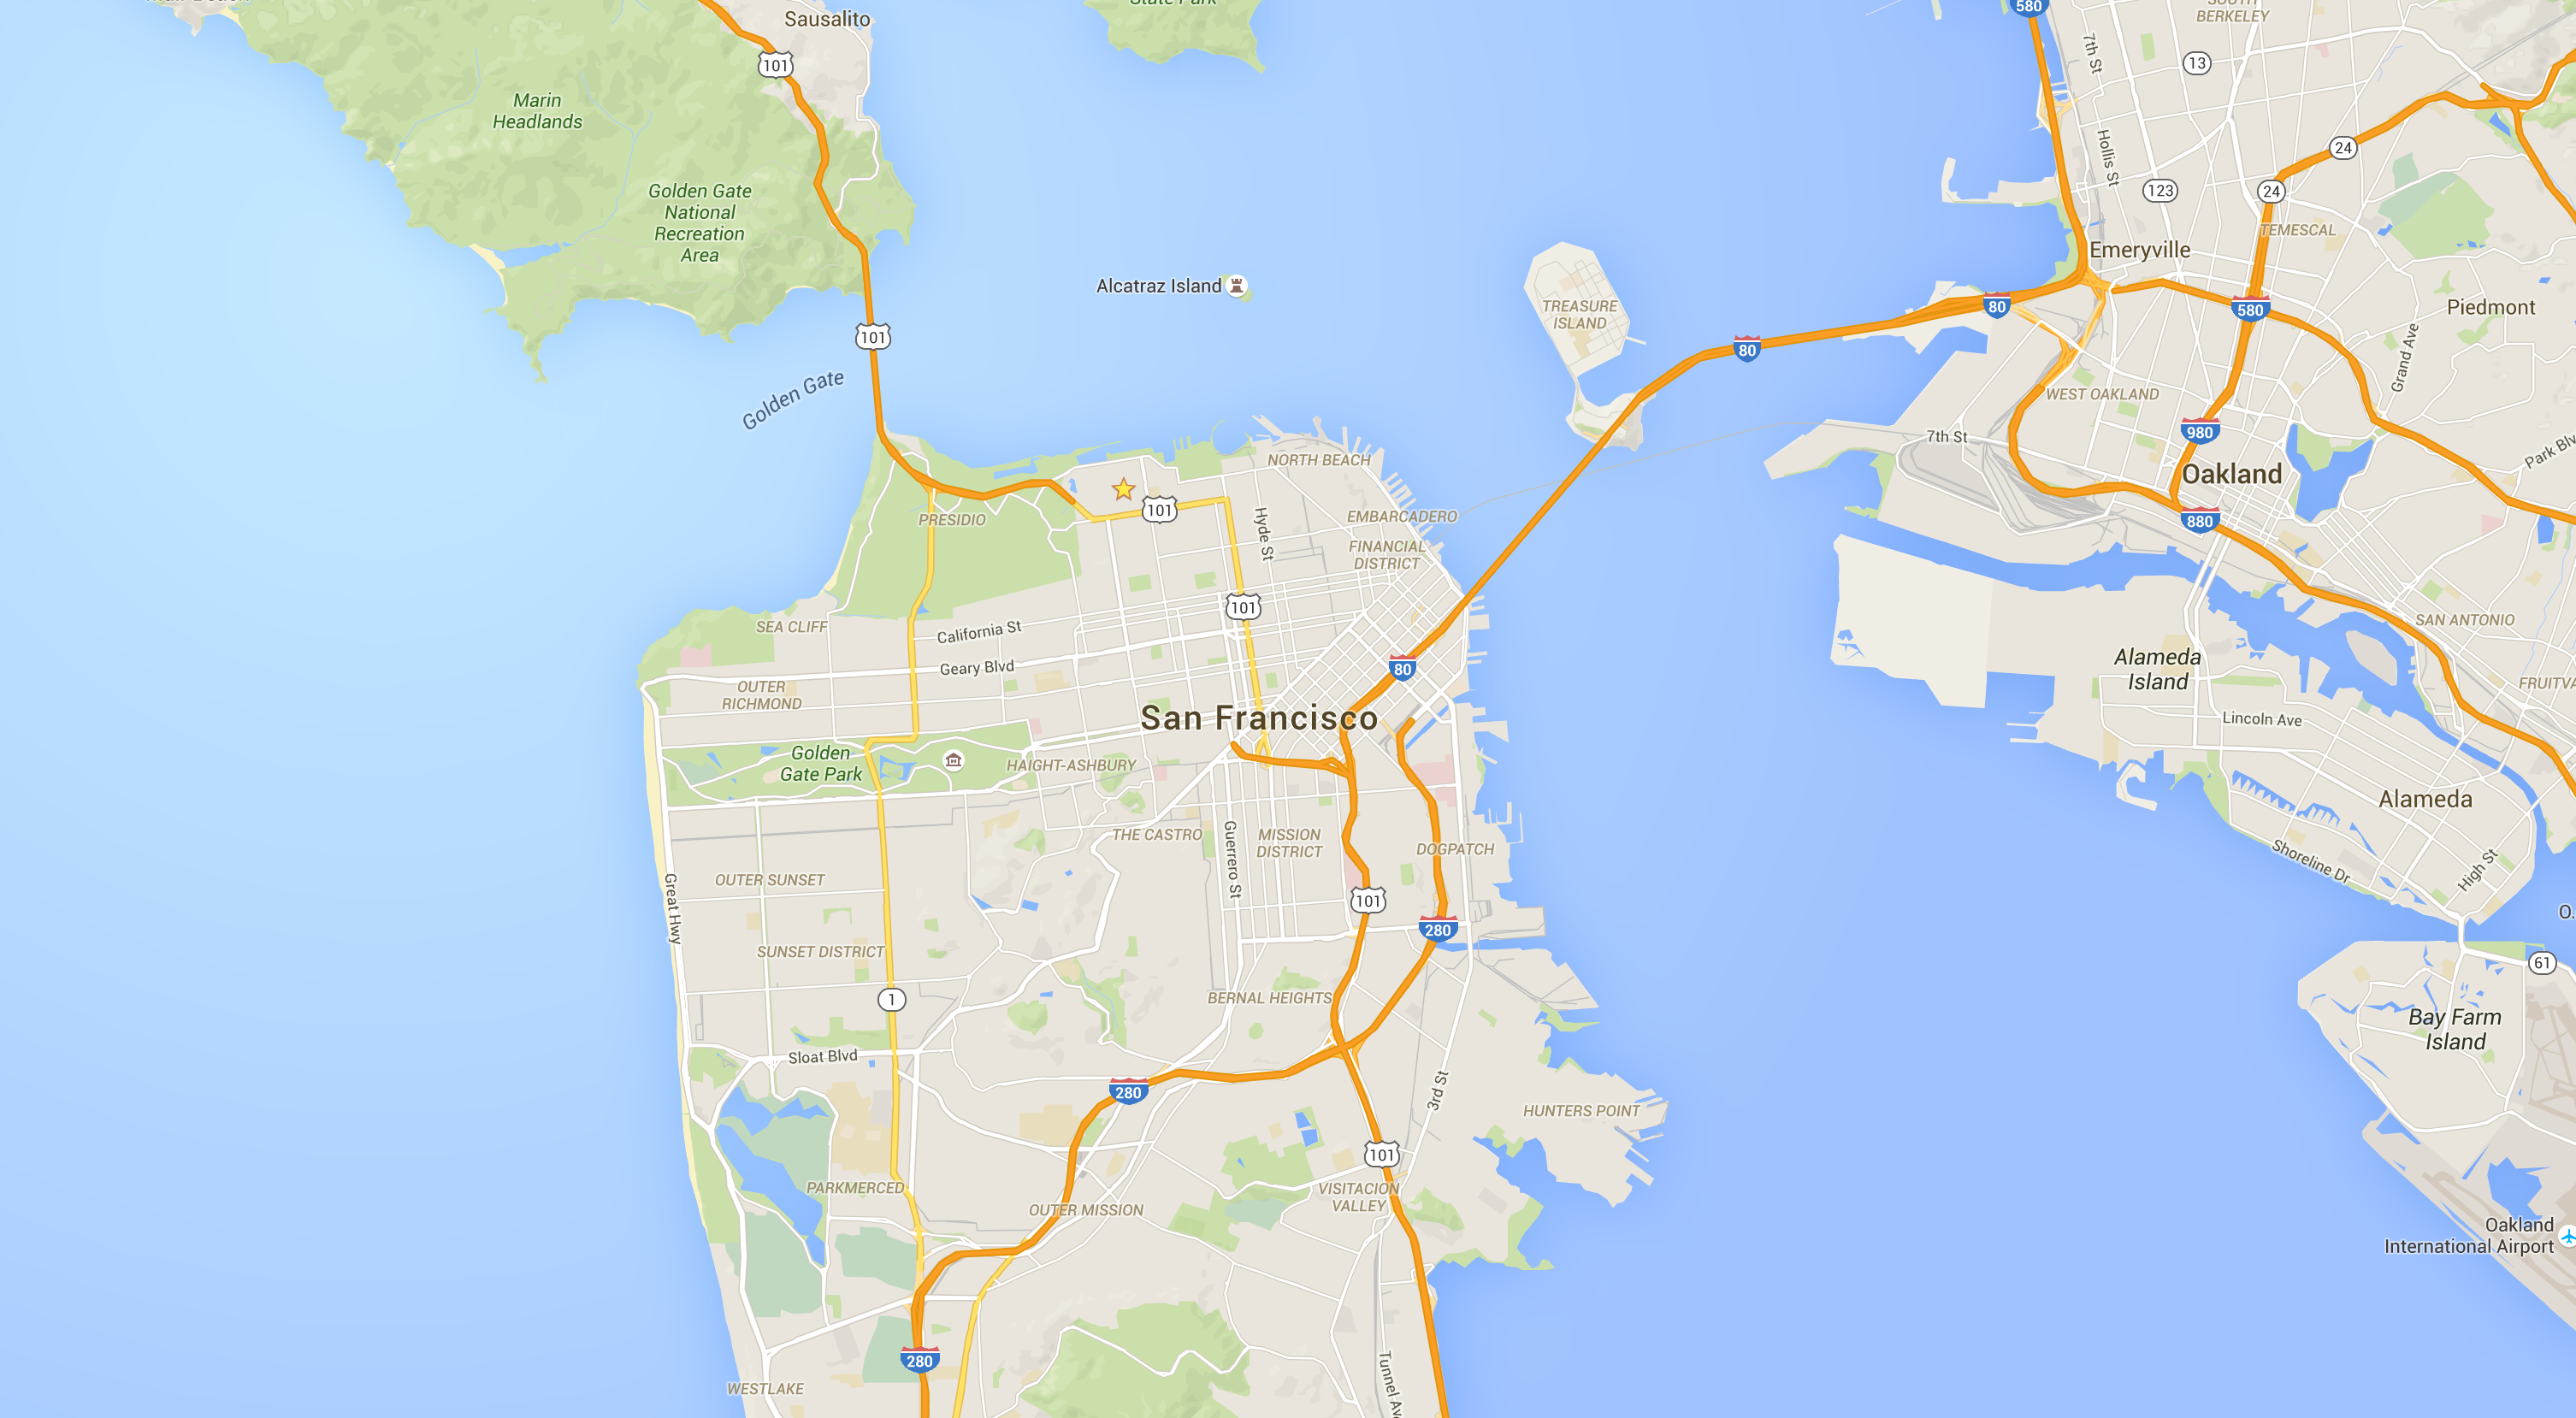 Sausalito
State Park
580
SOUTH
BERKELEY
101
7th St
13
Marin
Headlands
Hollis St
24
123
24
Golden Gate
National
Recreation
Area
TEMESCAL
Emeryville
Alcatraz Island
TREASURE
ISLAND
80
580
Piedmont
101
80
Grand Ave
Golden Gate
WEST OAKLAND
980
7th St
Park Blv
NORTH BEACH
Oakland
101
Hyde St
PRESIDIO
EMBARCADERO
880
FINANCIAL
DISTRICT
101
SEA CLIFF
California St
SAN ANTONIO
Geary Blvd
80
Alameda
Island
OUTER
RICHMOND
FRUITVA
San Francisco
Lincoln Ave
Golden
Gate Park
HAIGHT-ASHBURY
Alameda
THE CASTRO
Guerrero St
MISSION
DISTRICT
DOGPATCH
Shoreline Dr
High St
OUTER SUNSET
Great Hwy
101
O.
280
SUNSET DISTRICT
61
1
BERNAL HEIGHTS
Bay Farm
Island
Sloat Blvd
280
3rd St
HUNTERS POINT
101
PARKMERCED
VISITACION
VALLEY
OUTER MISSION
Oakland
International Airport
280
WESTLAKE
Tunnel Av